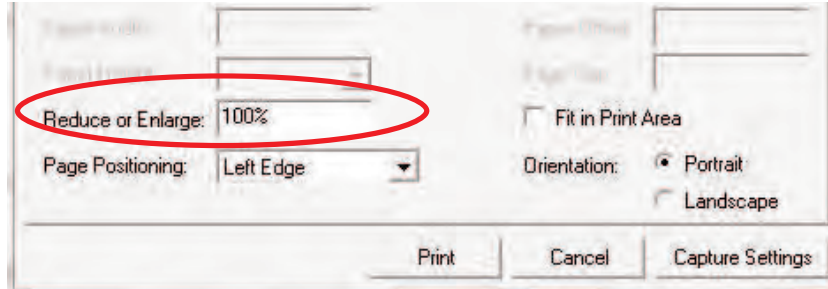 Reduce or Enlarge: 100%
Fit in Print Area
Page Positioning: Left Edge
Orientation: Portrait
Landscape
Print Cancel Capture Settings